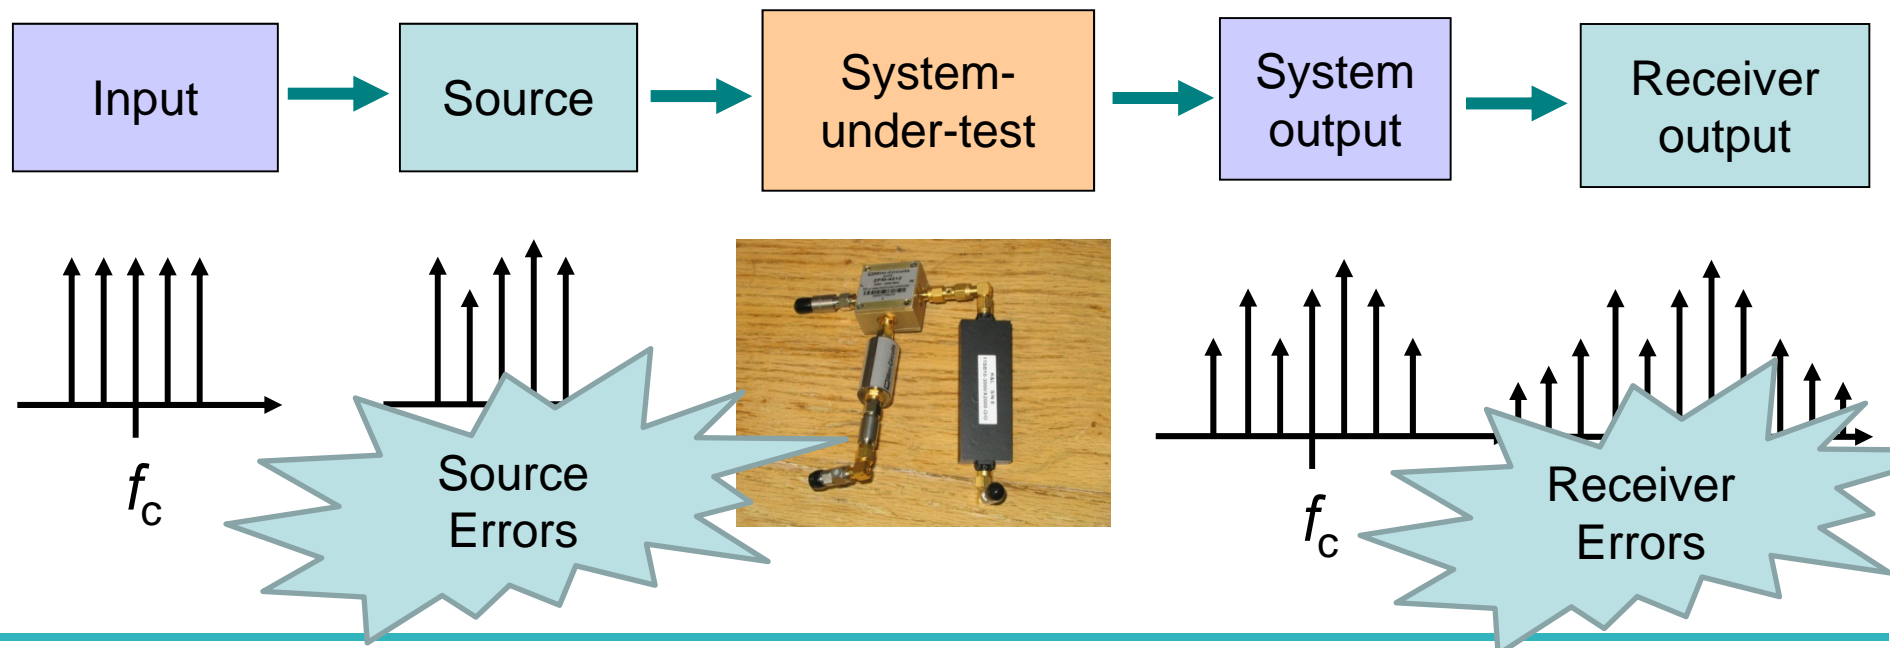 Input
Source
System-
under-test
System
output
Receiver
output
fc
Source
Errors
fc
Receiver
Errors